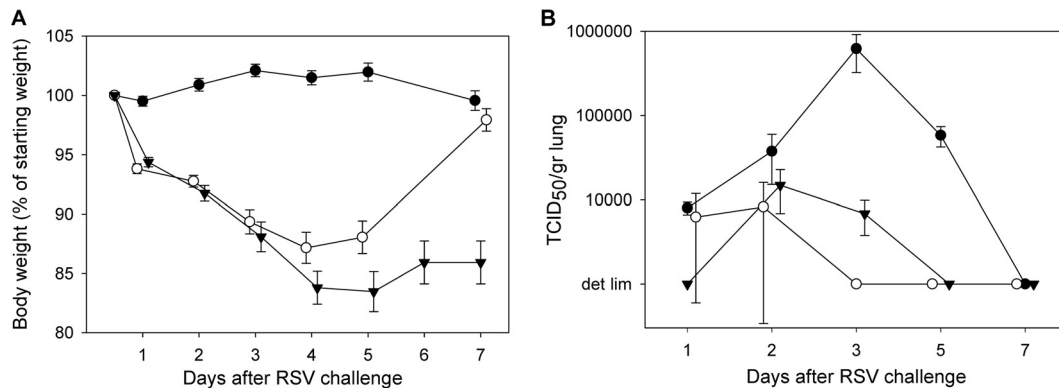 A
Body weight (% of starting weight)
105
100
95
90
85
80
1 2 3 4 5 6 7
Days after RSV challenge
B
TCID50/gr lung
1000000
100000
10000
det lim
1 2 3 5 7
Days after RSV challenge